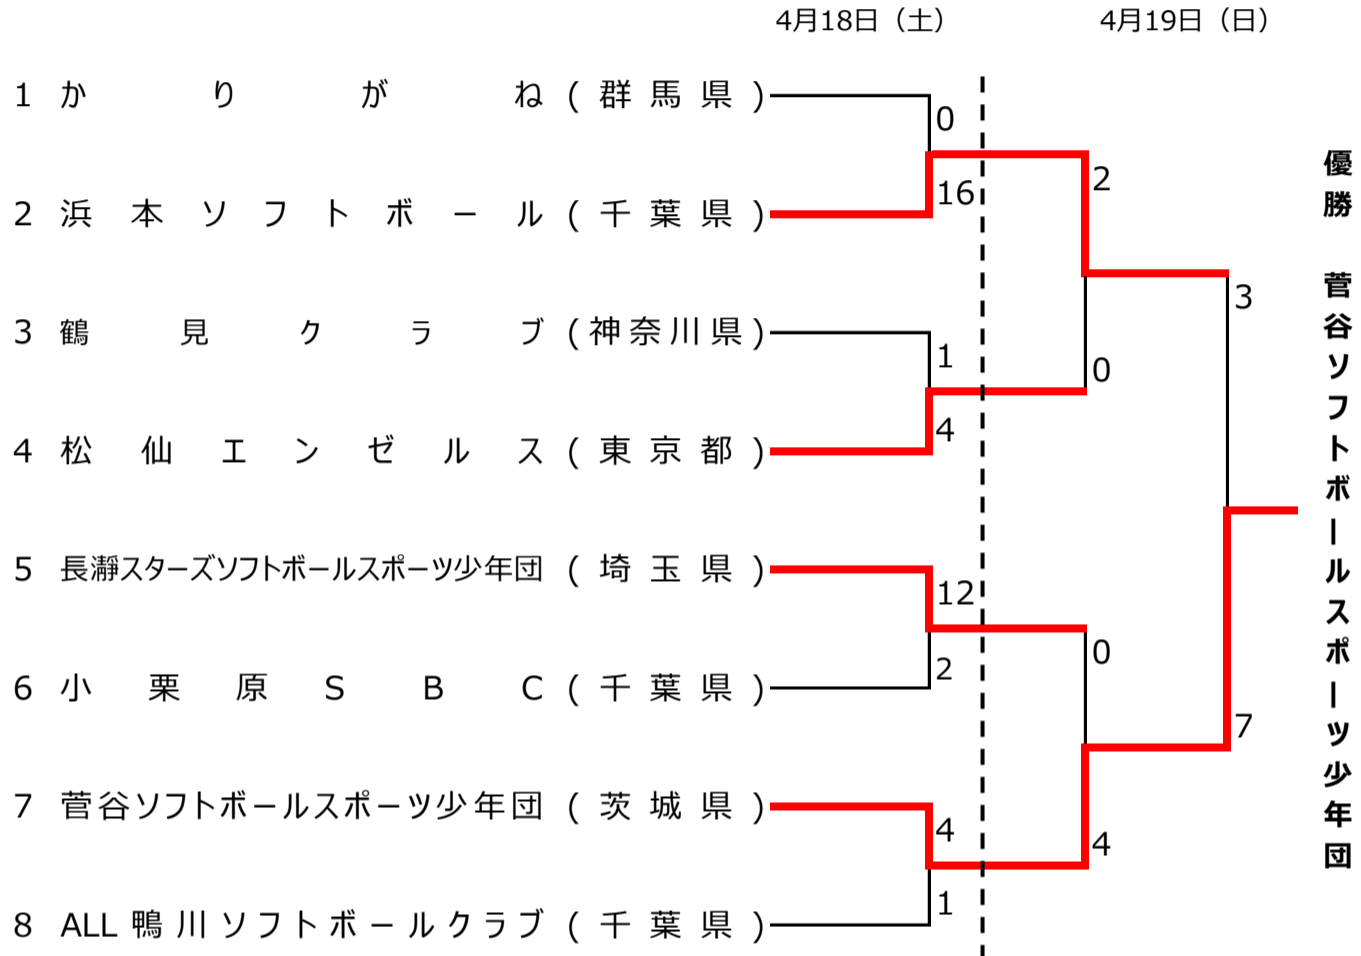 4月18日（土） 4月19日（日）
1 かりがね (群馬県)
0
2 浜本ソフトボール (千葉県)
16
2
3 鶴見クラブ (神奈川県)
1
0
4 松仙エンゼルス (東京都)
4
3
5 長瀞スターズソフトボールスポーツ少年団 (埼玉県)
12
6 小栗原SBC (千葉県)
2
0
7 菅谷ソフトボールスポーツ少年団 (茨城県)
4
4
7
8 ALL鴨川ソフトボールクラブ (千葉県)
1
優勝 菅谷ソフトボールスポーツ少年団